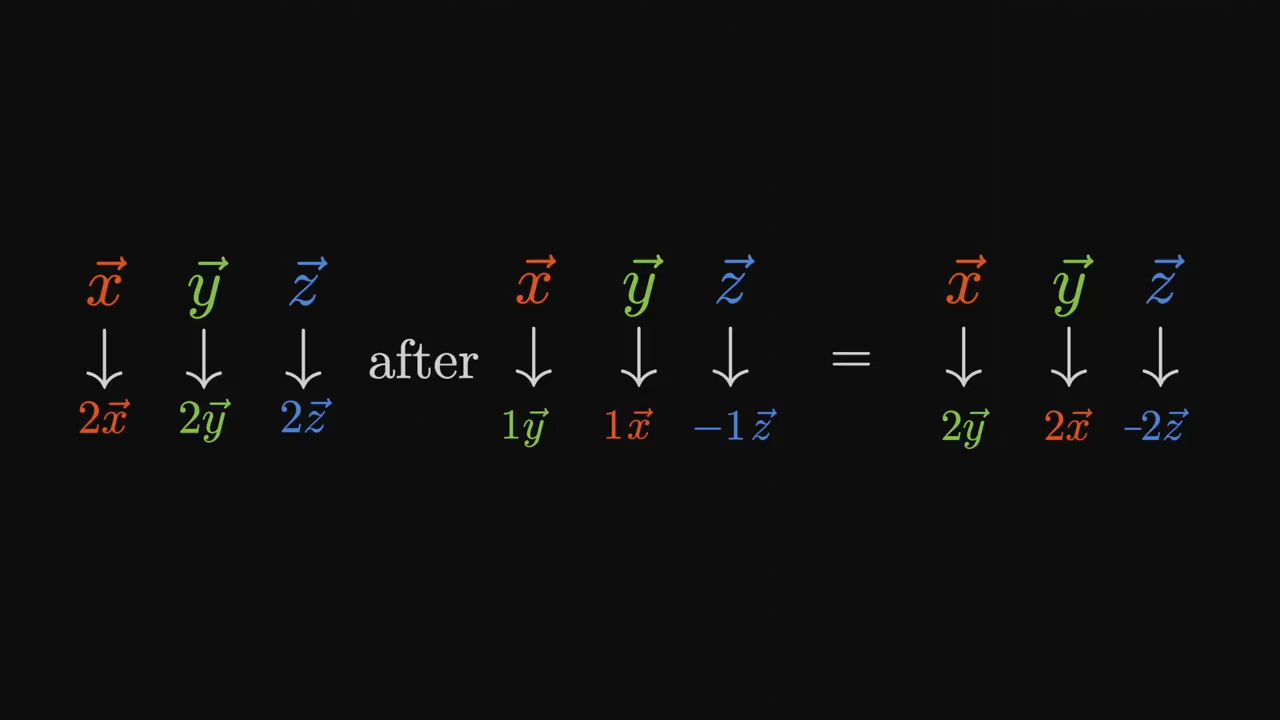 x⃗ y⃗ z⃗ x⃗ y⃗ z⃗ x⃗ y⃗ z⃗
↓ ↓ ↓ after ↓ ↓ ↓ = ↓ ↓ ↓
2x⃗ 2y⃗ 2z⃗ 1y⃗ 1x⃗ −1z⃗ 2y⃗ 2x⃗ -2z⃗